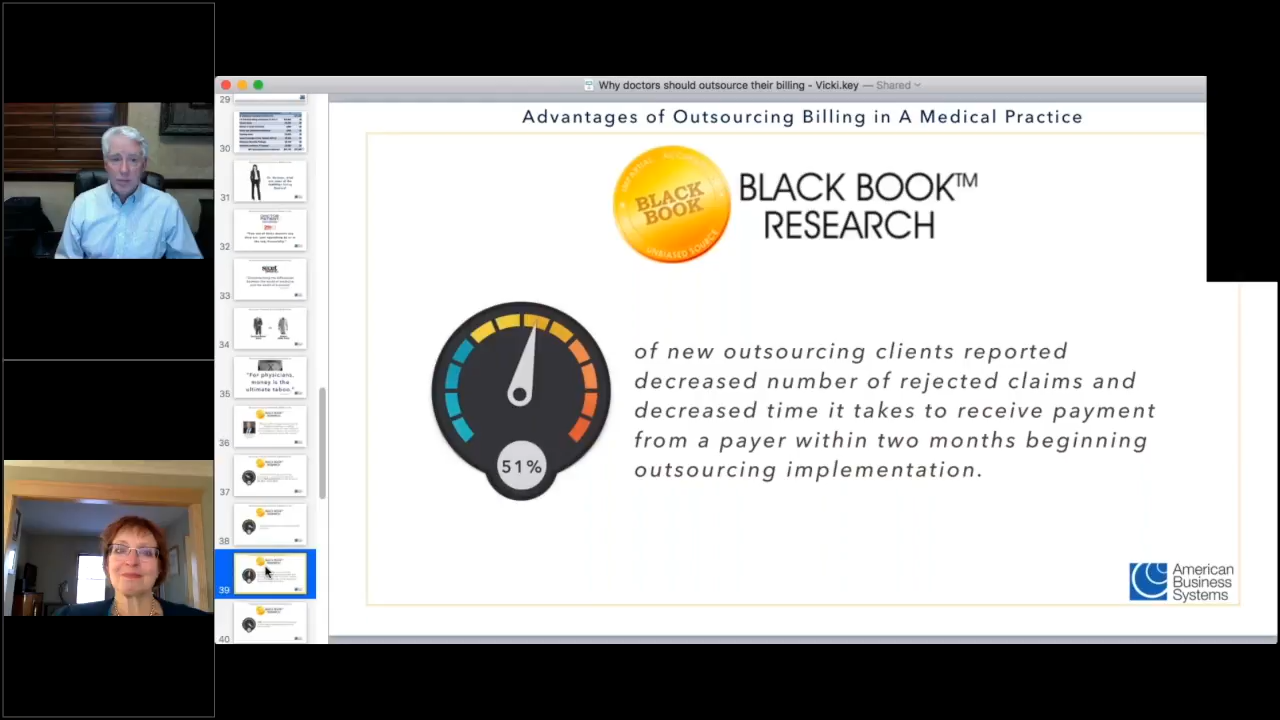 Why doctors should outsource their billing - Vicki.key — Shared
29
30
31
32
33
34
35
"For physicians,
money is the
ultimate taboo."
36
37
38
39
40
Advantages of Outsourcing Billing in A Medical Practice
BLACK
BOOK
UNBIASED SOURCE
BLACK BOOK™
RESEARCH
of new outsourcing clients reported
decreased number of rejected claims and
decreased time it takes to receive payment
from a payer within two months beginning
outsourcing implementation.
51%
American
Business
Systems